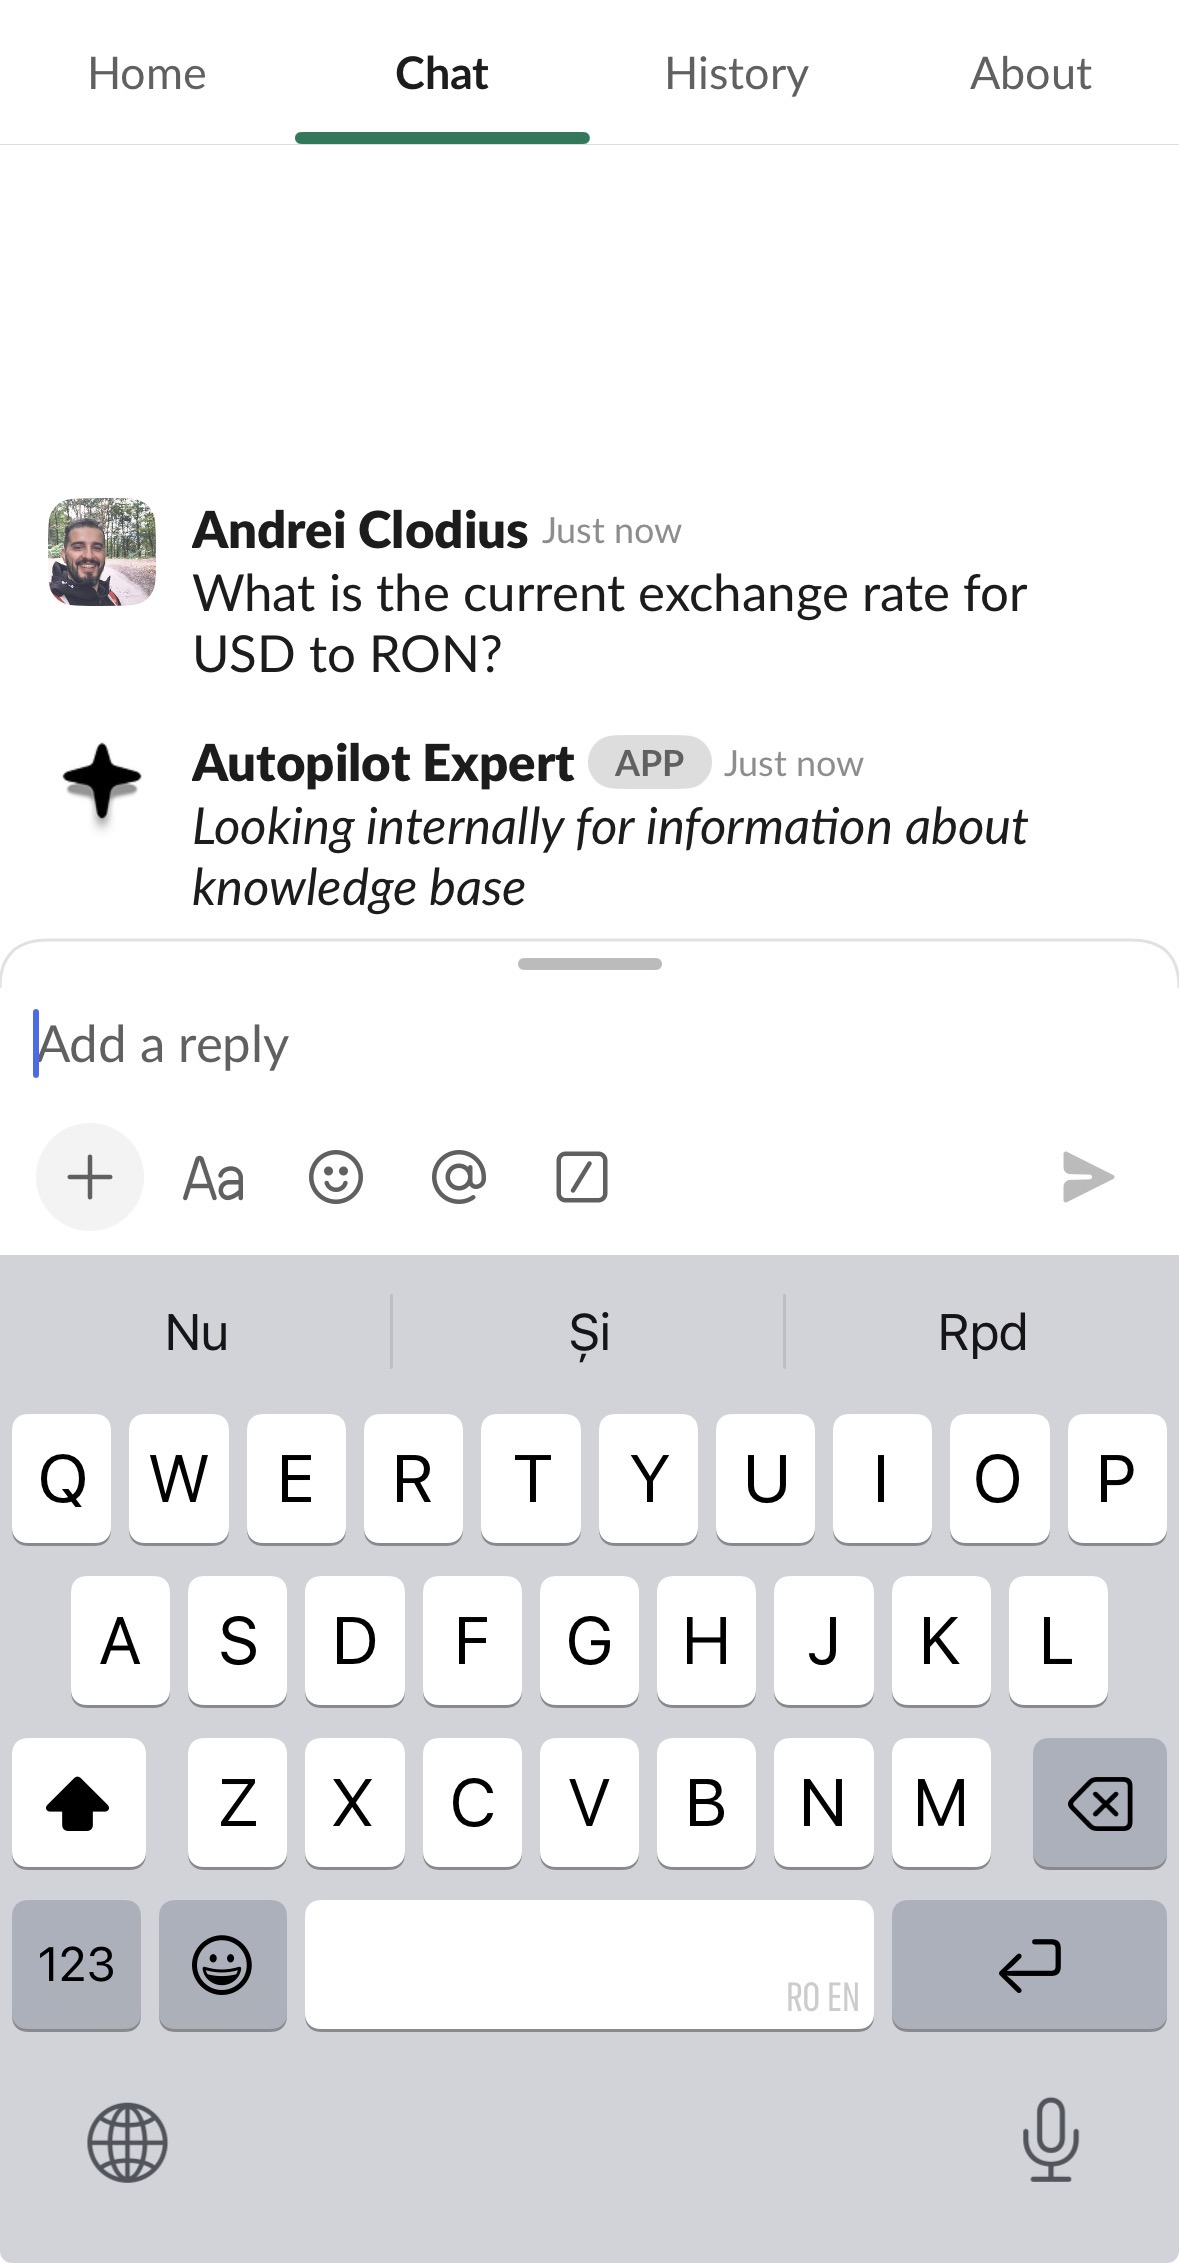 Home Chat History About
Andrei Clodius Just now
What is the current exchange rate for
USD to RON?
Autopilot Expert APP Just now
Looking internally for information about
knowledge base
Add a reply
Aa @
Nu Și Rpd
Q W E R T Y U I O P
A S D F G H J K L
Z X C V B N M
123 RO EN